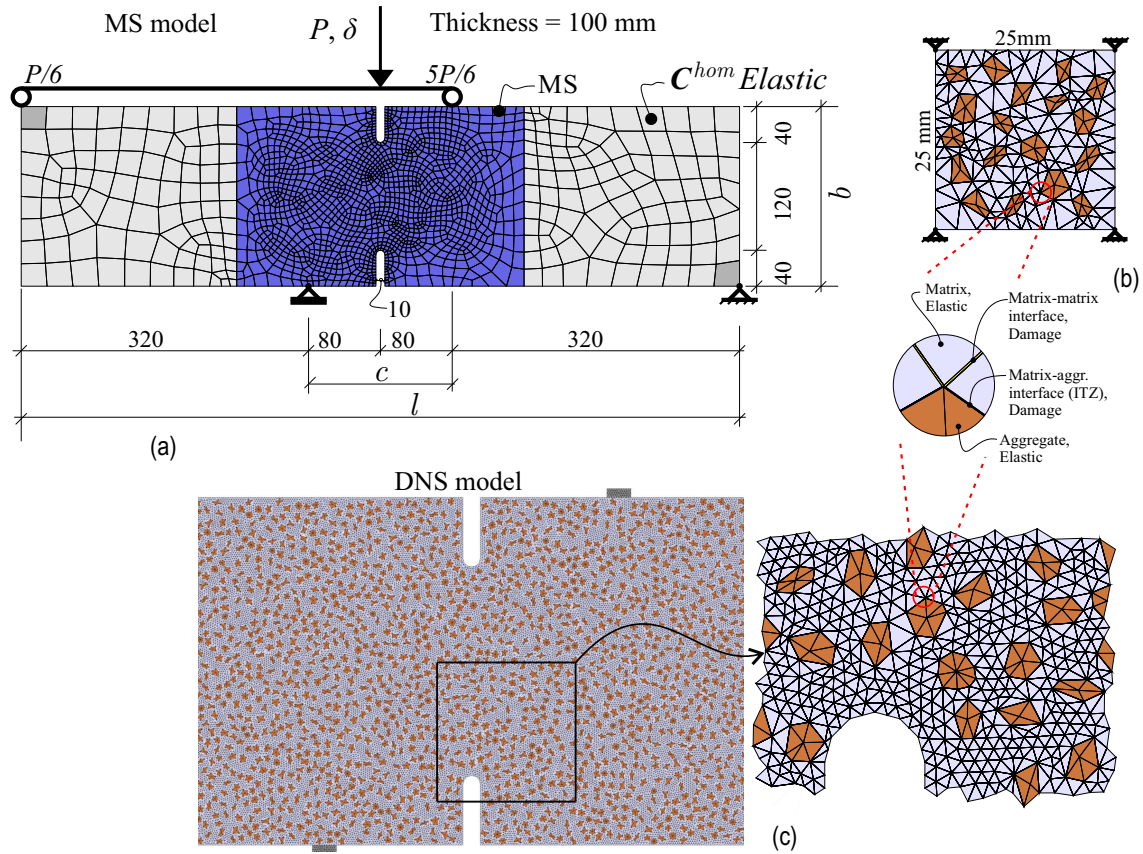 MS model
P, δ
Thickness = 100 mm
P/6
5P/6
MS
C^hom Elastic
40
120
40
b
10
320
80
80
320
c
l
(a)
25mm
25 mm
(b)
Matrix,
Elastic
Matrix-matrix
interface,
Damage
Matrix-aggr.
interface (ITZ),
Damage
Aggregate,
Elastic
DNS model
(c)